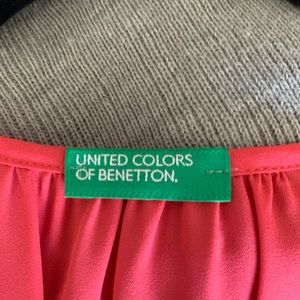 UNITED COLORS
OF BENETTON.